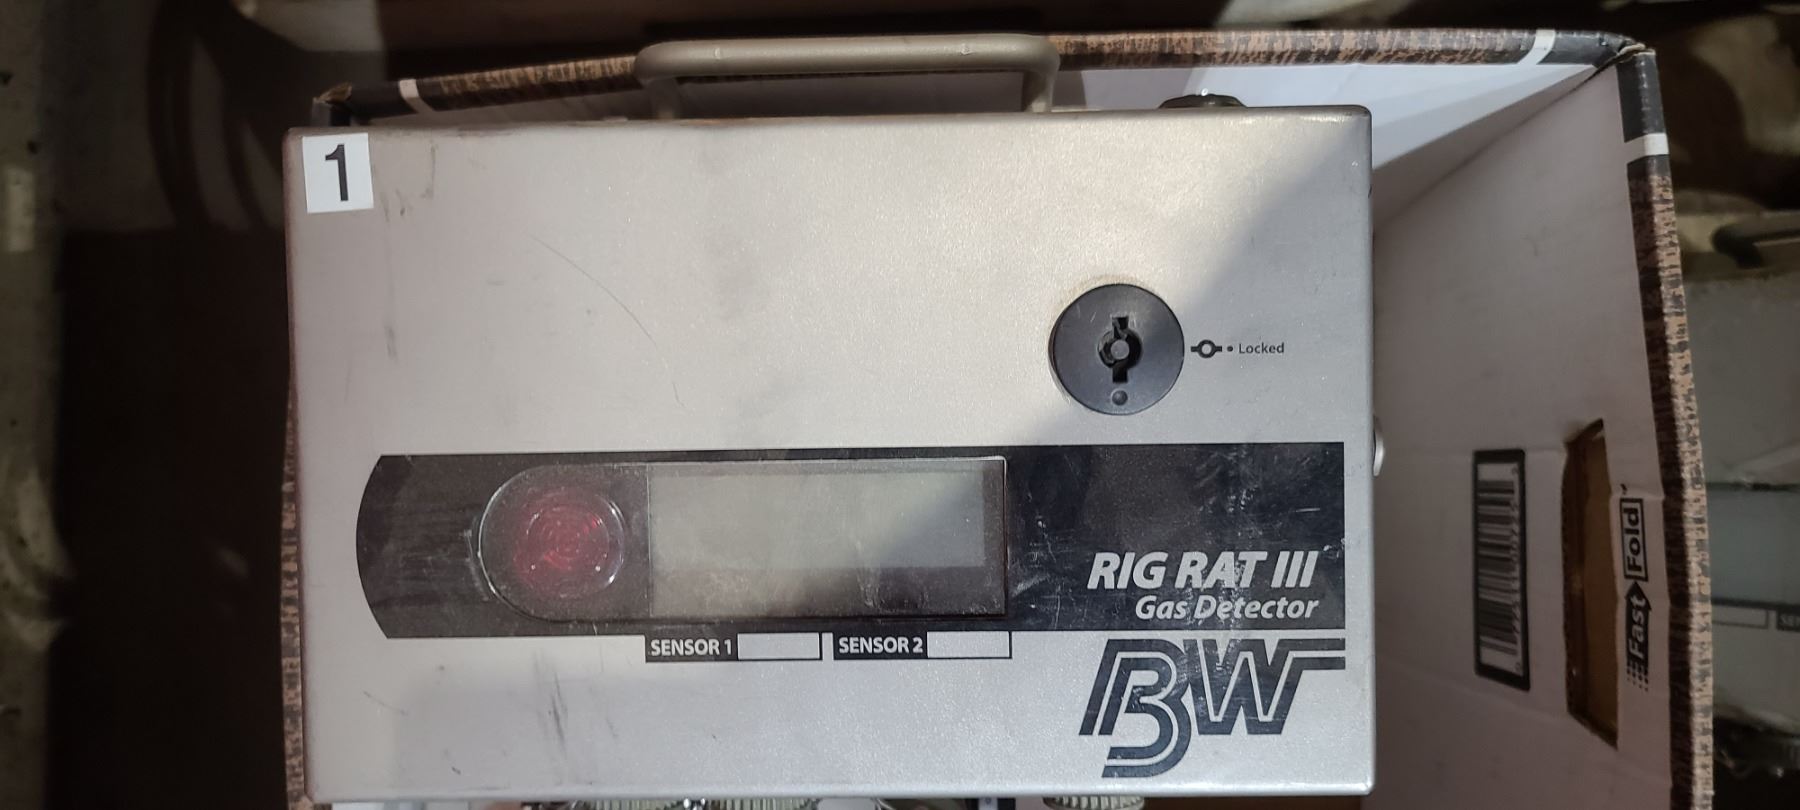 1
• Locked
RIG RAT III
Gas Detector
SENSOR 1
SENSOR 2
BW
Fast Fold